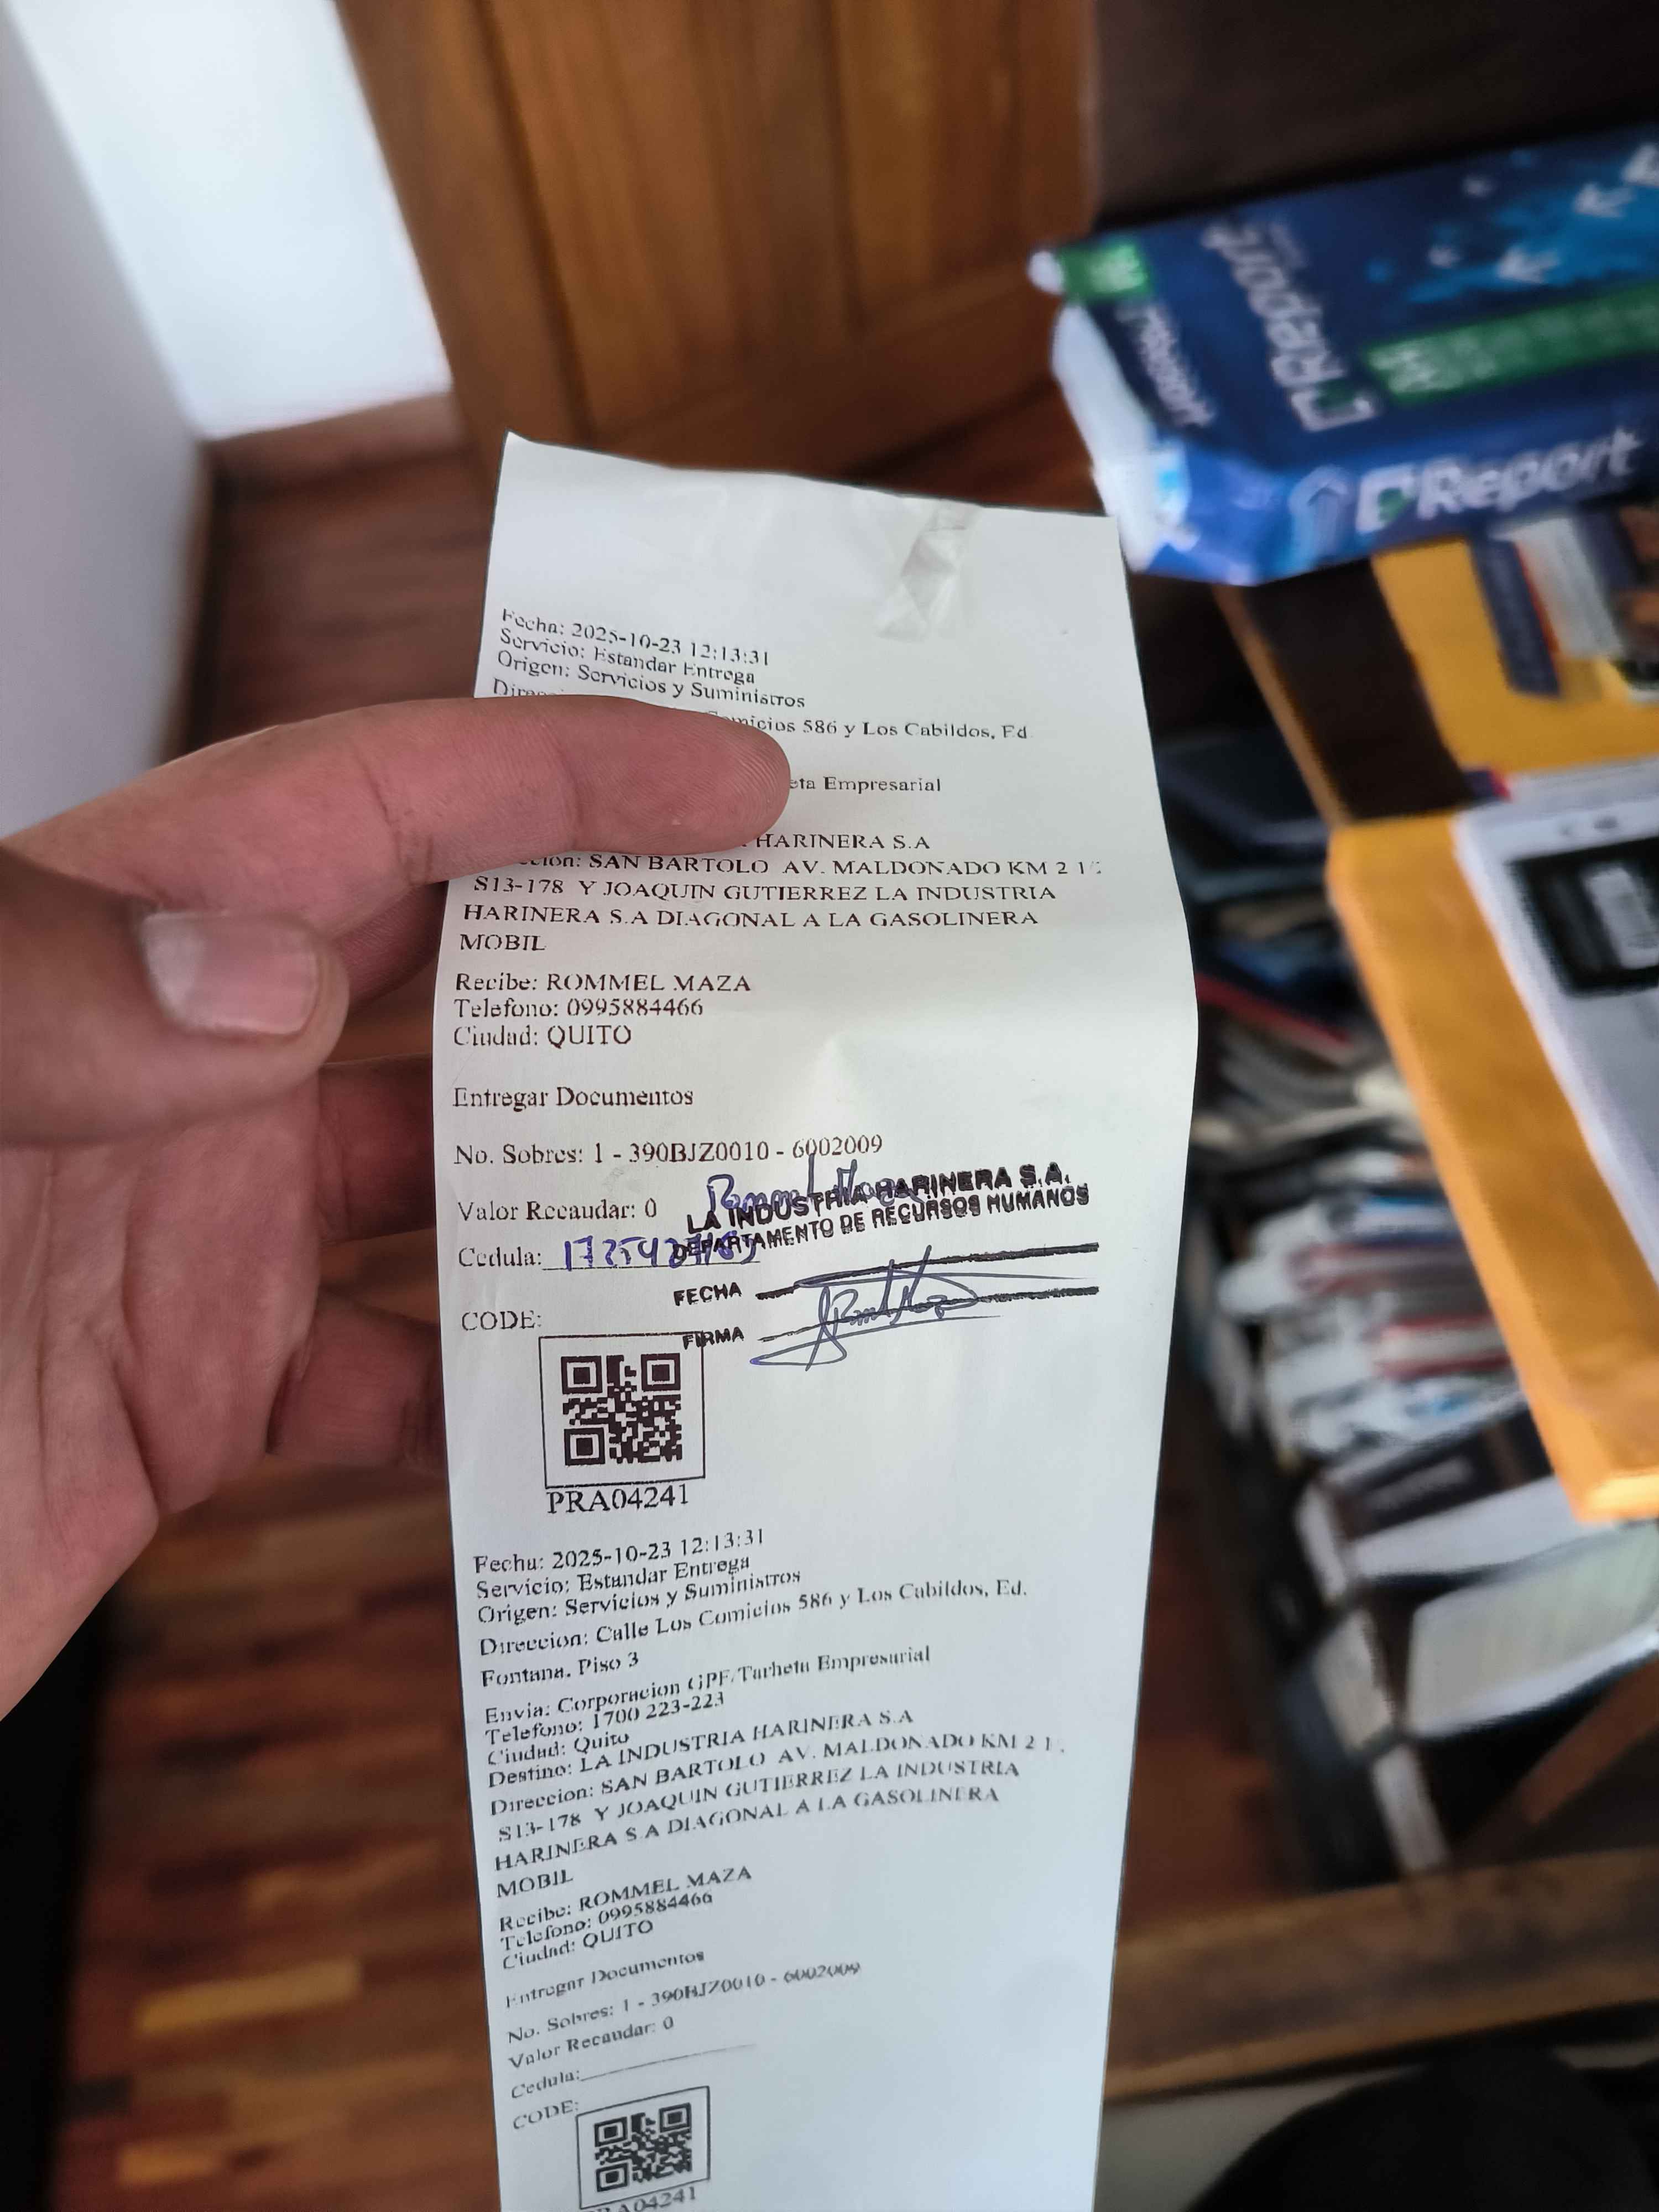 Report
Report
report
Fecha: 2025-10-23 12:13:31
Servicio: Estandar Entrega
Origen: Servicios y Suministros
586 y Los Cabildos, Ed
Empresarial
HARINERA S.A
SAN BARTOLO AV. MALDONADO KM 2
S13-178 Y JOAQUIN GUTIERREZ LA INDUSTRIA
HARINERA S.A DIAGONAL A LA GASOLINERA
MOBIL
Recibe: ROMMEL MAZA
Telefono: 0995884466
Ciudad: QUITO
Entregar Documentos
No. Sobres: 1 - 390BJZ0010 - 6002009
Valor Recaudar: 0
Rommel Maza
LA INDUSTRIA HARINERA S.A.
DEPARTAMENTO DE RECURSOS HUMANOS
Cedula:
FECHA
FIRMA
CODE:
PRA04241
Fecha: 2025-10-23 12:13:31
Servicio: Estandar Entrega
Origen: Servicios y Suministros
Direccion: Calle Los Comicios 586 y Los Cabildos, Ed.
Fontana. Piso 3
Envia: Corporacion GPF/Tarheta Empresarial
Telefono: 1700 223-223
Ciudad: Quito
Destino: LA INDUSTRIA HARINERA S.A
Direccion: SAN BARTOLO AV. MALDONADO KM 2
S13-178 Y JOAQUIN GUTIERREZ LA INDUSTRIA
HARINERA S.A DIAGONAL A LA GASOLINERA
MOBIL
Recibe: ROMMEL MAZA
Telefono: 0995884466
Ciudad: QUITO
Entregar Documentos
No. Sobres: 1 - 390BJZ0010 - 6002009
Valor Recaudar: 0
Cedula:
CODE:
PRA04241